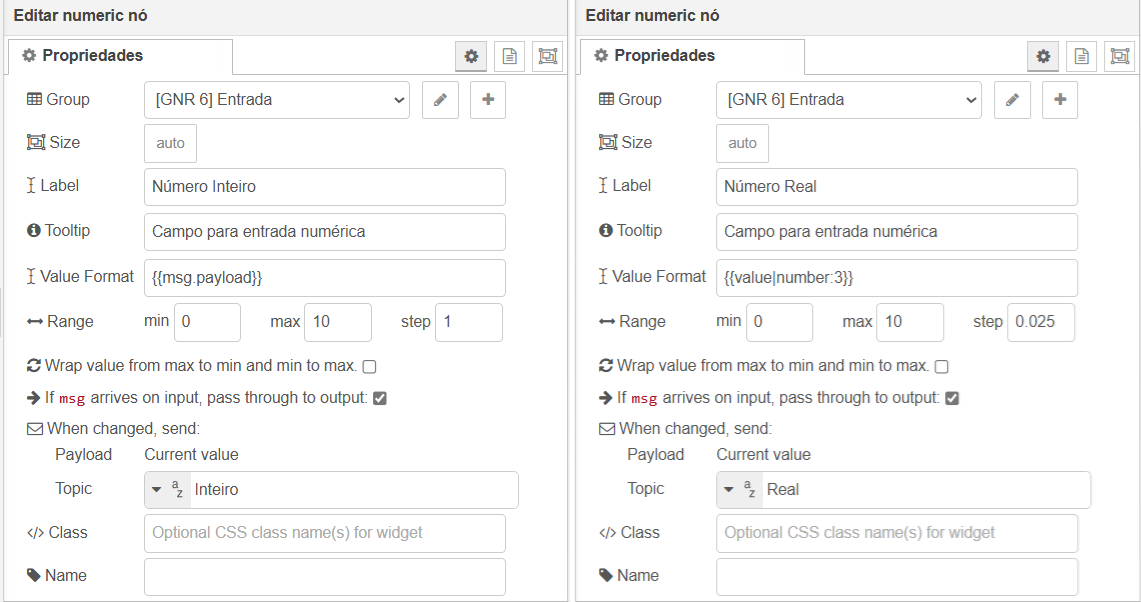 Editar numeric nó
Propriedades
Group [GNR 6] Entrada
Size auto
Label Número Inteiro
Tooltip Campo para entrada numérica
Value Format {{msg.payload}}
Range min 0 max 10 step 1
Wrap value from max to min and min to max.
If msg arrives on input, pass through to output:
When changed, send:
Payload Current value
Topic az Inteiro
</> Class Optional CSS class name(s) for widget
Name
Editar numeric nó
Propriedades
Group [GNR 6] Entrada
Size auto
Label Número Real
Tooltip Campo para entrada numérica
Value Format {{value|number:3}}
Range min 0 max 10 step 0.025
Wrap value from max to min and min to max.
If msg arrives on input, pass through to output:
When changed, send:
Payload Current value
Topic az Real
</> Class Optional CSS class name(s) for widget
Name